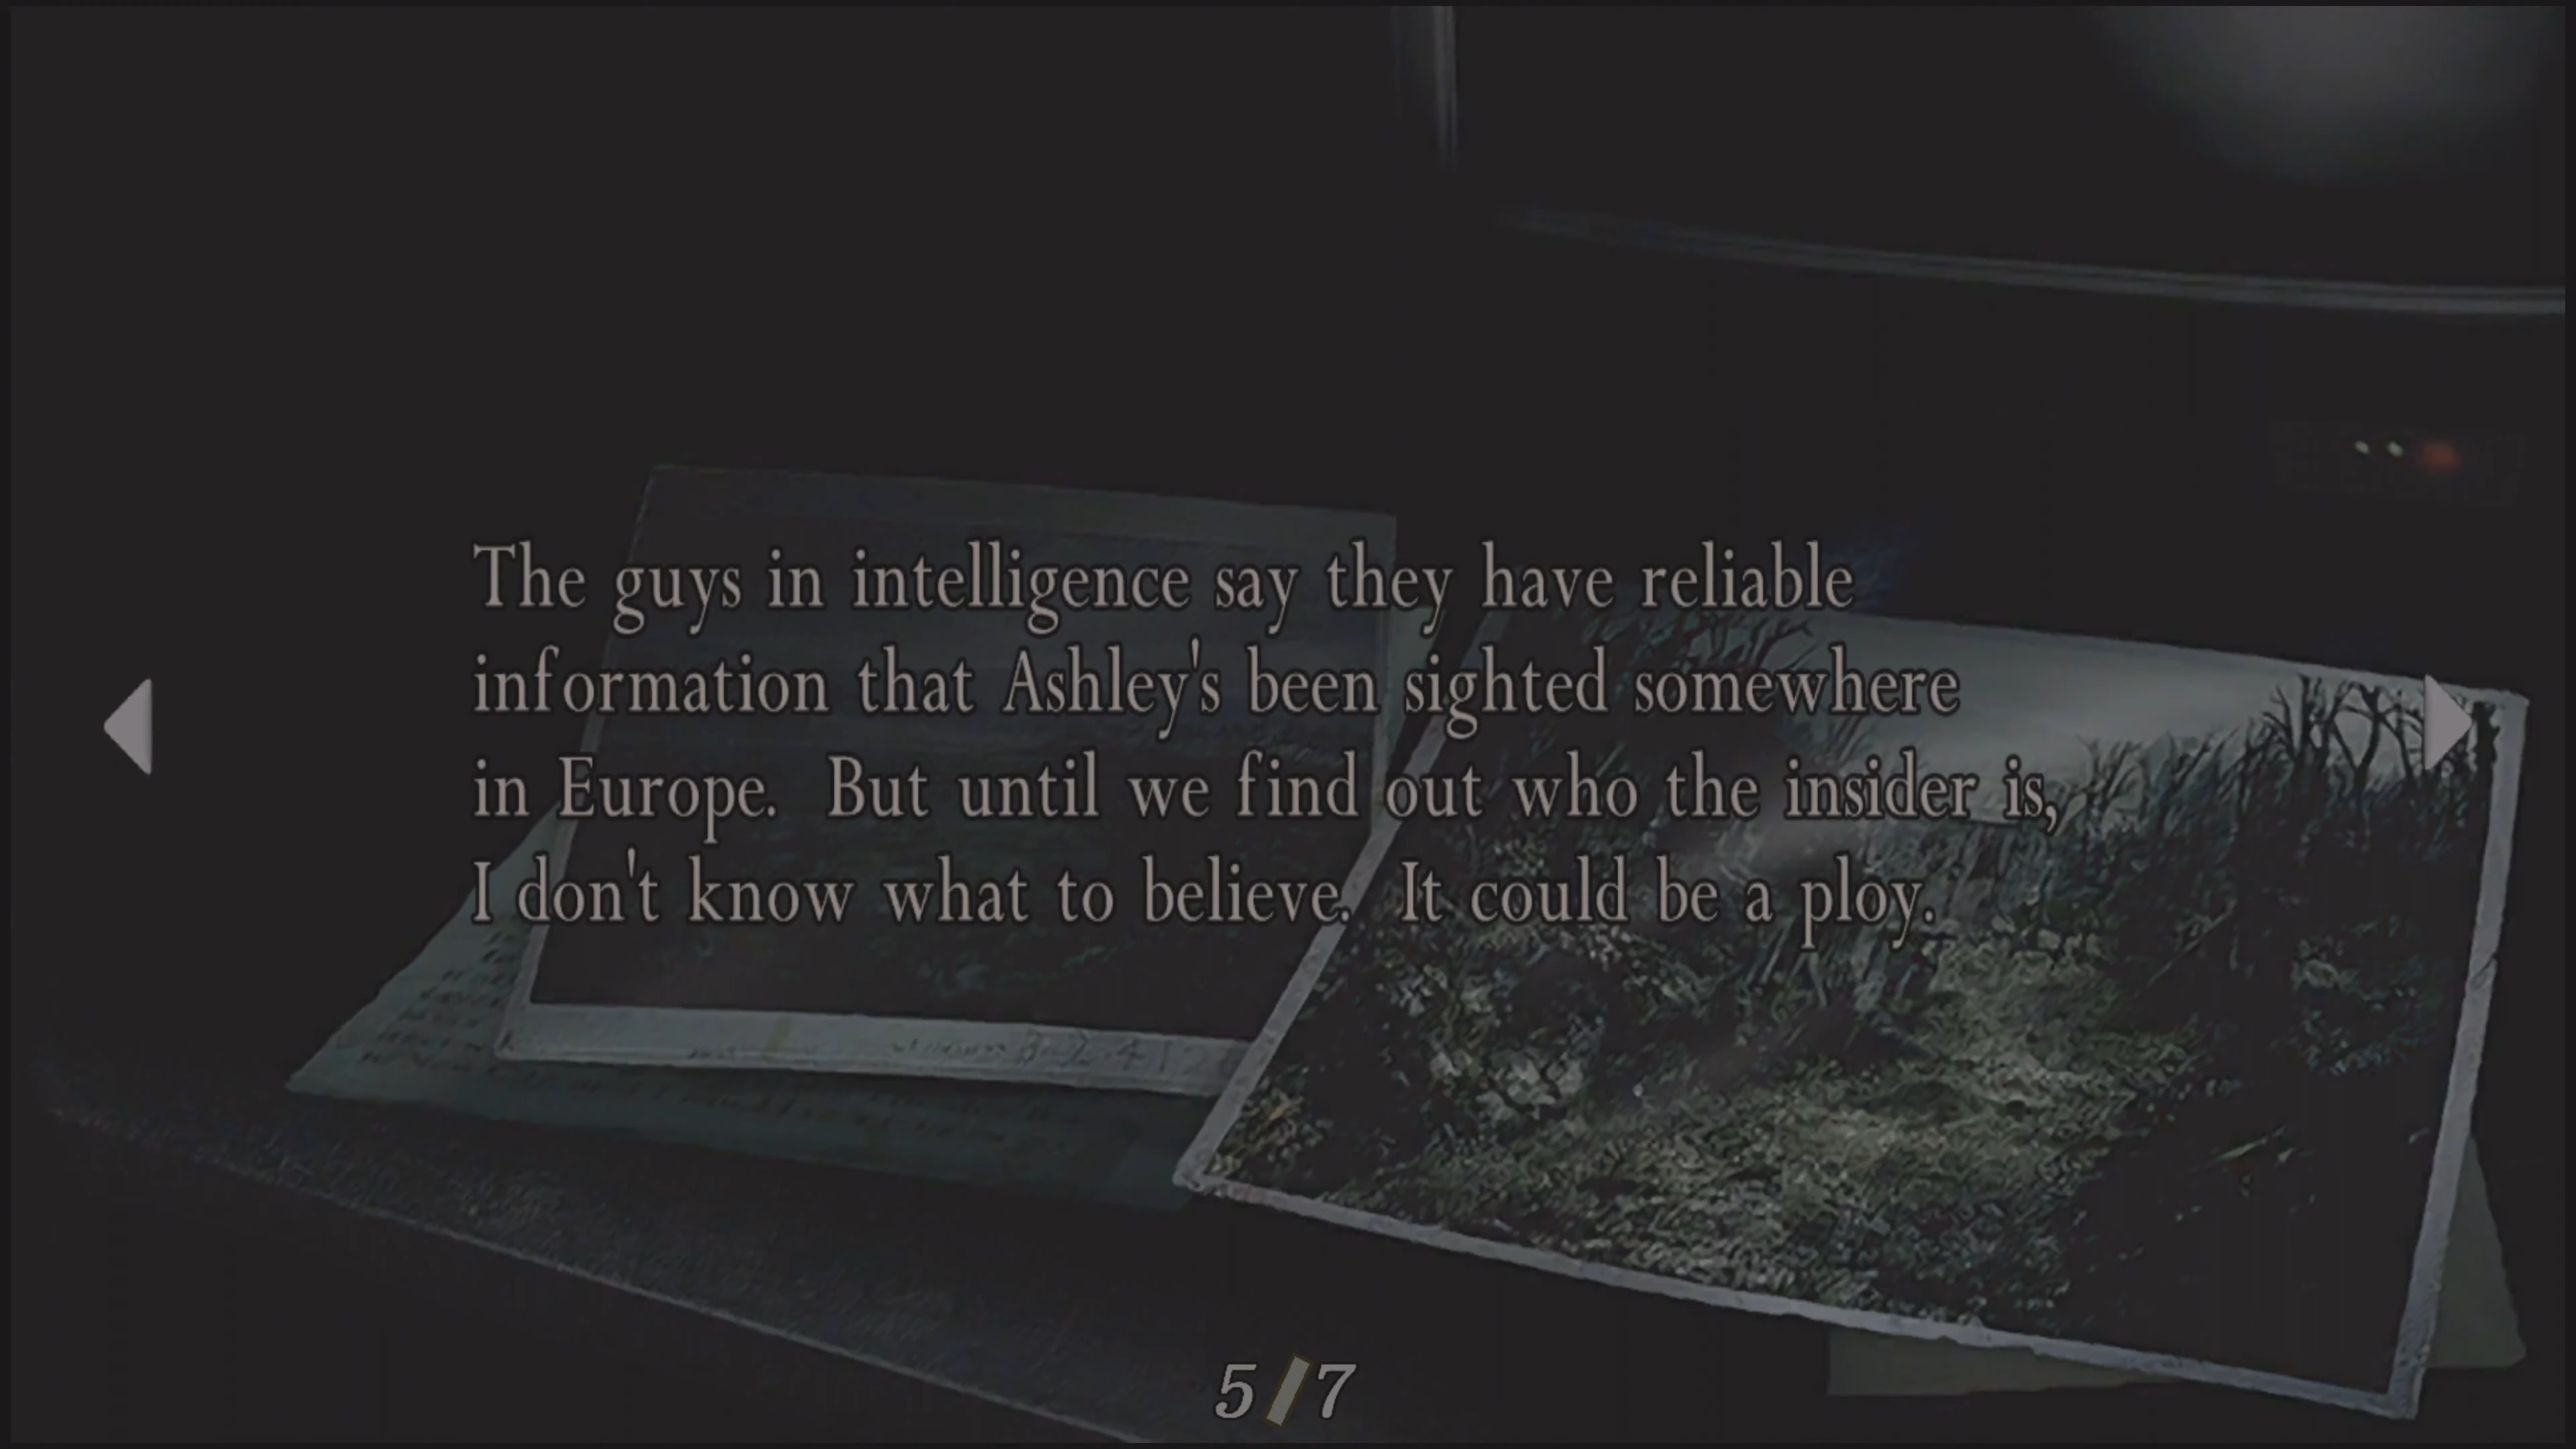 The guys in intelligence say they have reliable
information that Ashley's been sighted somewhere
in Europe.  But until we find out who the insider is,
I don't know what to believe.  It could be a ploy.
5/7